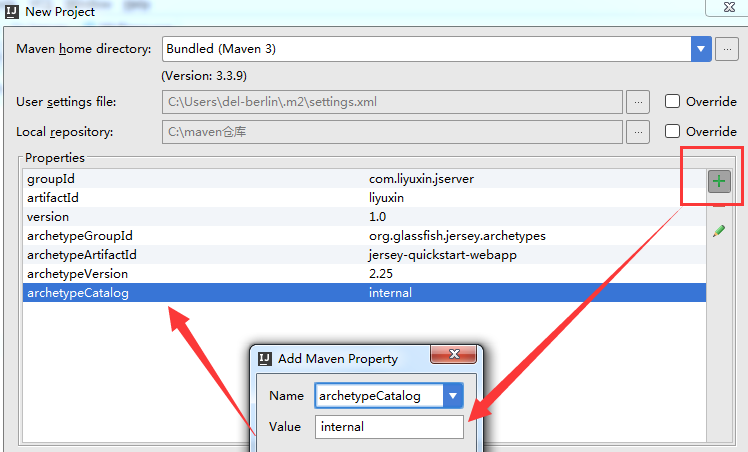 New Project
Maven home directory: Bundled (Maven 3) ...
(Version: 3.3.9)
User settings file: C:\Users\del-berlin\.m2\settings.xml ... Override
Local repository: C:\maven仓库 ... Override
Properties
groupId com.liyuxin.jserver
artifactId liyuxin
version 1.0
archetypeGroupId org.glassfish.jersey.archetypes
archetypeArtifactId jersey-quickstart-webapp
archetypeVersion 2.25
archetypeCatalog internal
Add Maven Property
Name archetypeCatalog
Value internal